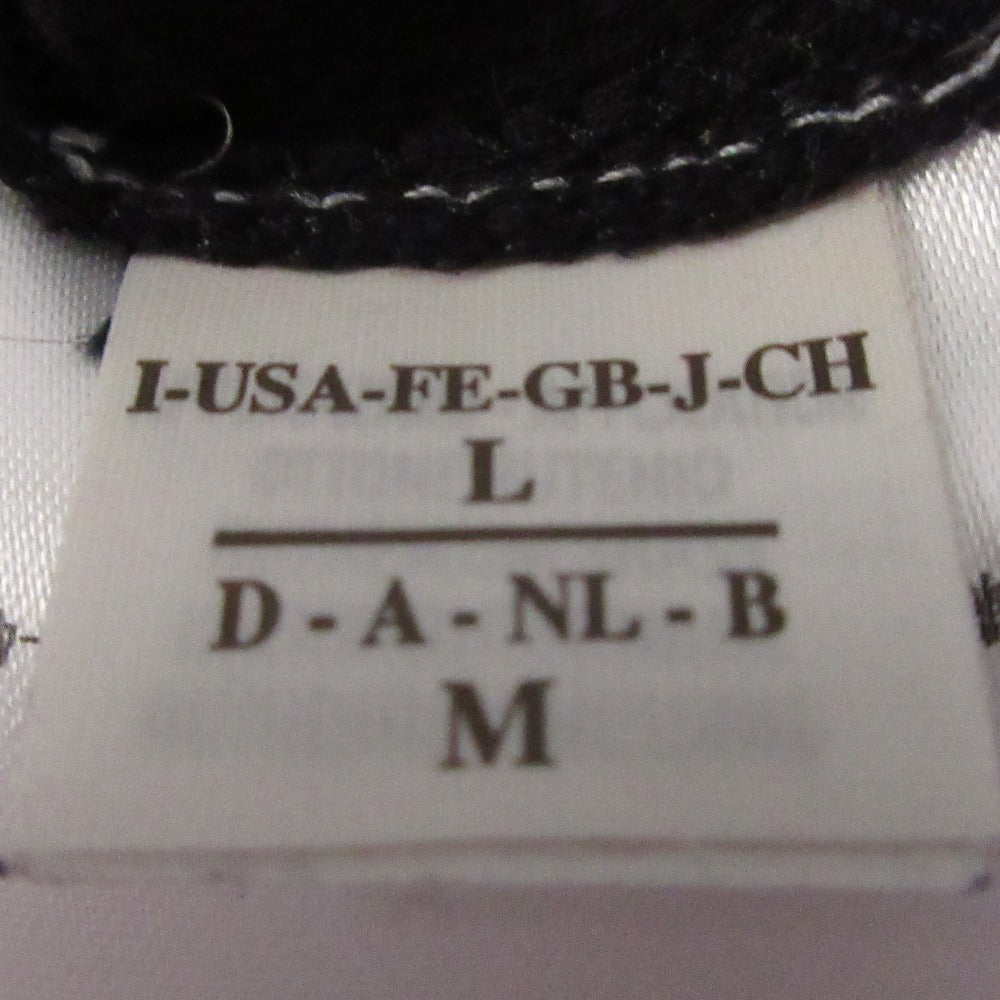 I-USA-FE-GB-J-CH
L
D - A - NL - B
M